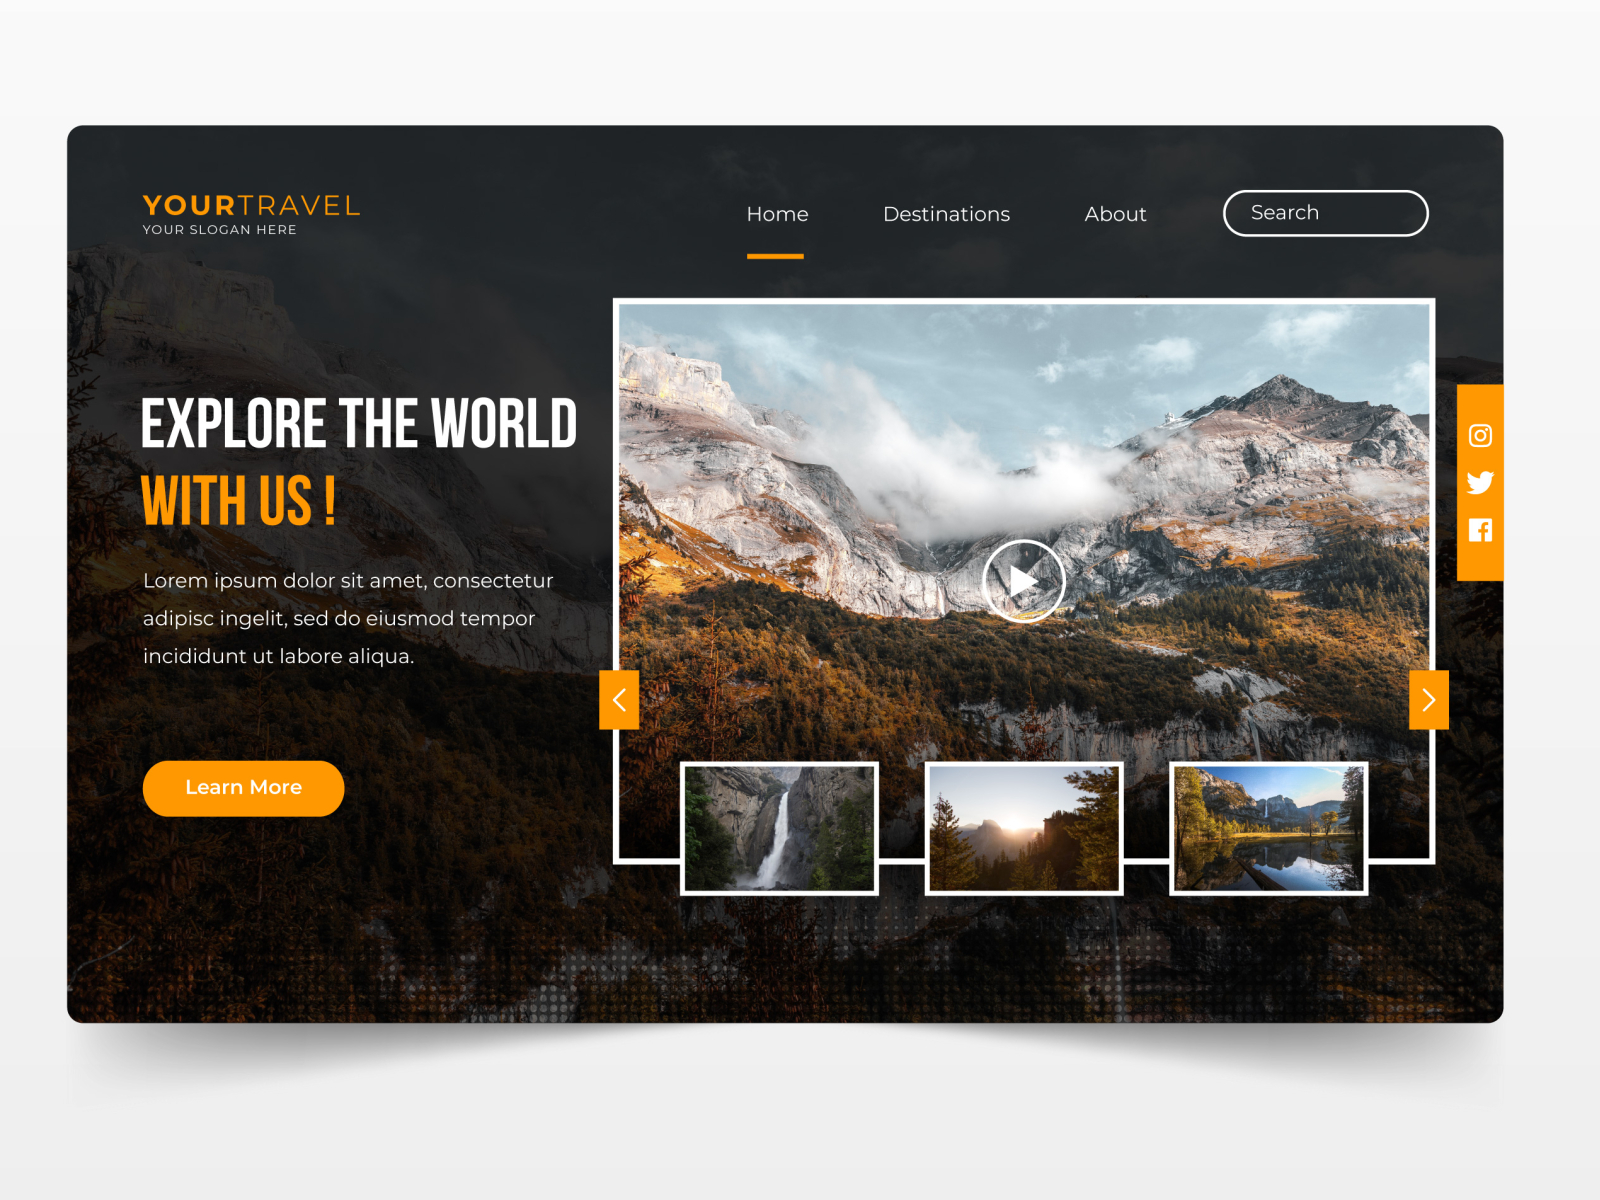 YOURTRAVEL
YOUR SLOGAN HERE
Home
Destinations
About
Search
EXPLORE THE WORLD
WITH US !
Lorem ipsum dolor sit amet, consectetur
adipisc ingelit, sed do eiusmod tempor
incididunt ut labore aliqua.
Learn More